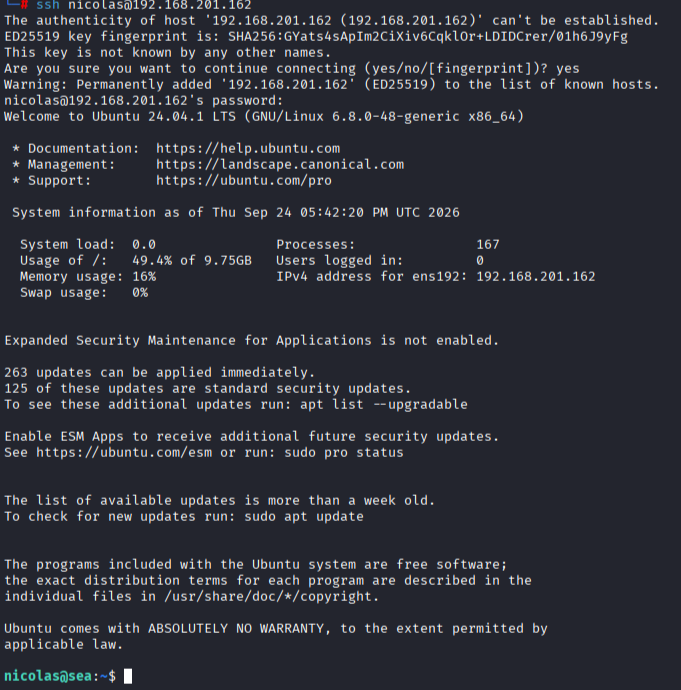 └─# ssh nicolas@192.168.201.162
The authenticity of host '192.168.201.162 (192.168.201.162)' can't be established.
ED25519 key fingerprint is: SHA256:GYats4sApIm2CiXiv6CqklOr+LDIDCrer/01h6J9yFg
This key is not known by any other names.
Are you sure you want to continue connecting (yes/no/[fingerprint])? yes
Warning: Permanently added '192.168.201.162' (ED25519) to the list of known hosts.
nicolas@192.168.201.162's password:
Welcome to Ubuntu 24.04.1 LTS (GNU/Linux 6.8.0-48-generic x86_64)

 * Documentation:  https://help.ubuntu.com
 * Management:     https://landscape.canonical.com
 * Support:        https://ubuntu.com/pro

 System information as of Thu Sep 24 05:42:20 PM UTC 2026

  System load:  0.0               Processes:               167
  Usage of /:   49.4% of 9.75GB   Users logged in:         0
  Memory usage: 16%               IPv4 address for ens192: 192.168.201.162
  Swap usage:   0%


Expanded Security Maintenance for Applications is not enabled.

263 updates can be applied immediately.
125 of these updates are standard security updates.
To see these additional updates run: apt list --upgradable

Enable ESM Apps to receive additional future security updates.
See https://ubuntu.com/esm or run: sudo pro status


The list of available updates is more than a week old.
To check for new updates run: sudo apt update


The programs included with the Ubuntu system are free software;
the exact distribution terms for each program are described in the
individual files in /usr/share/doc/*/copyright.

Ubuntu comes with ABSOLUTELY NO WARRANTY, to the extent permitted by
applicable law.

nicolas@sea:~$